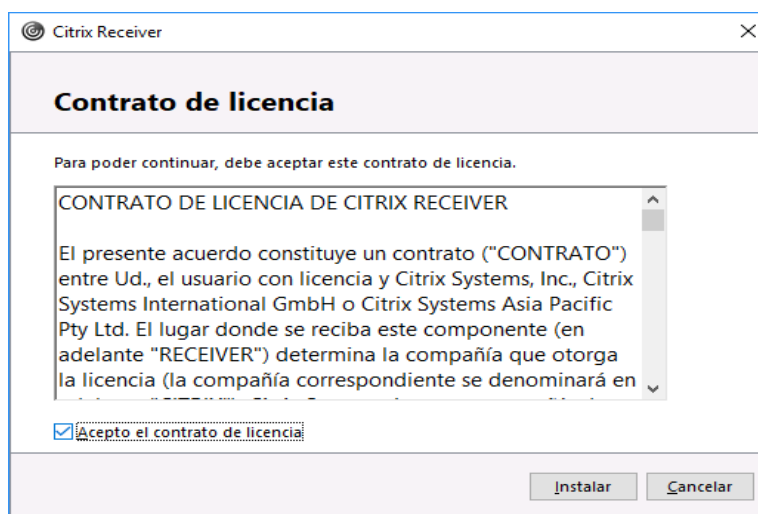 Citrix Receiver
Contrato de licencia
Para poder continuar, debe aceptar este contrato de licencia.
CONTRATO DE LICENCIA DE CITRIX RECEIVER
El presente acuerdo constituye un contrato ("CONTRATO")
entre Ud., el usuario con licencia y Citrix Systems, Inc., Citrix
Systems International GmbH o Citrix Systems Asia Pacific
Pty Ltd. El lugar donde se reciba este componente (en
adelante "RECEIVER") determina la compañía que otorga
la licencia (la compañía correspondiente se denominará en
Acepto el contrato de licencia
Instalar
Cancelar